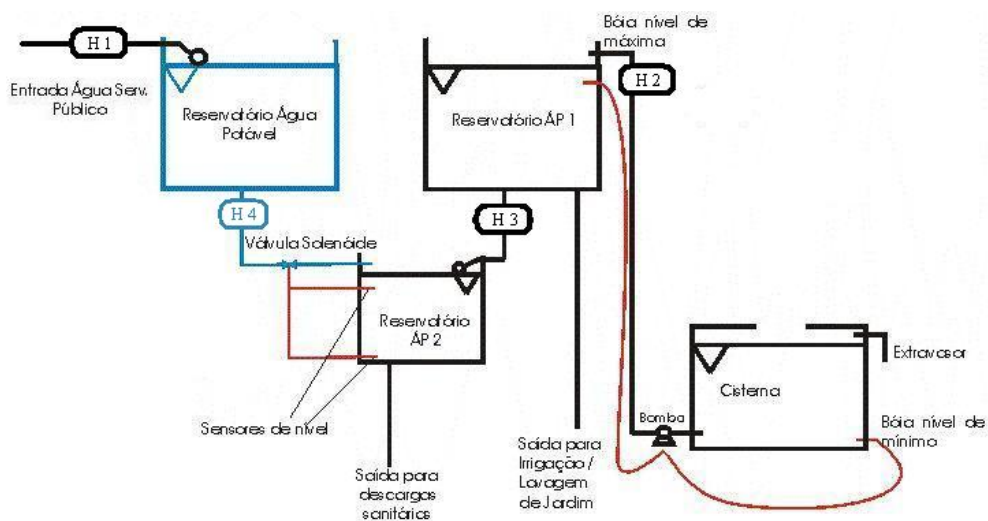 H 1
Entrada Água Serv.
Público
Reservatório Água
Potável
H 4
Válvula Solenóide
Reservatório ÁP 1
H 3
Bóia nível de
máxima
H 2
Reservatório
ÁP 2
Sensores de nível
Saída para
descargas
sanitárias
Saída para
Irrigação /
Lavagem
de Jardim
Bomba
Cisterna
Extravasor
Bóia nível de
mínimo